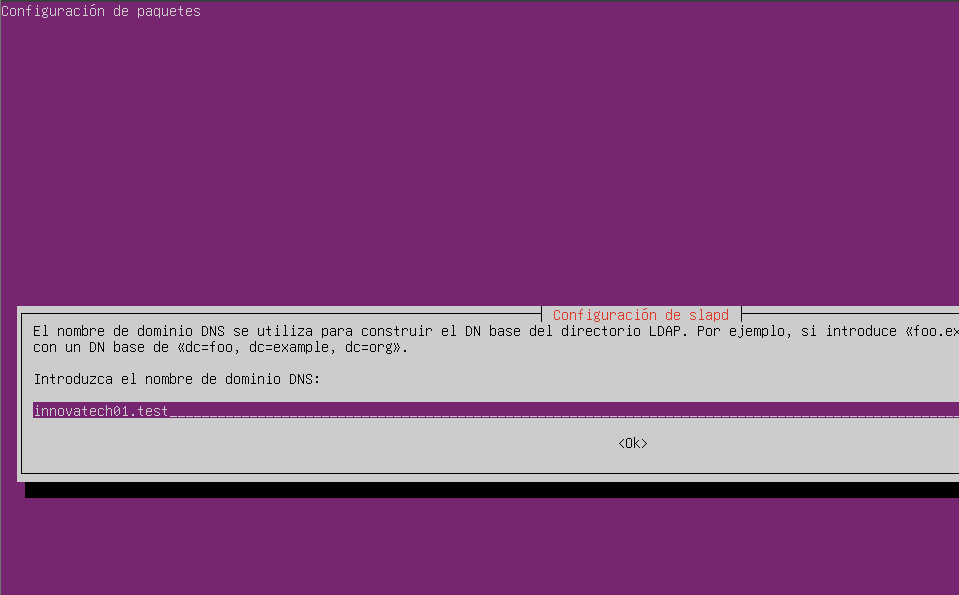 Configuración de paquetes
Configuración de slapd
El nombre de dominio DNS se utiliza para construir el DN base del directorio LDAP. Por ejemplo, si introduce «foo.ex
con un DN base de «dc=foo, dc=example, dc=org».
Introduzca el nombre de dominio DNS:
innovatech01.test
<Ok>